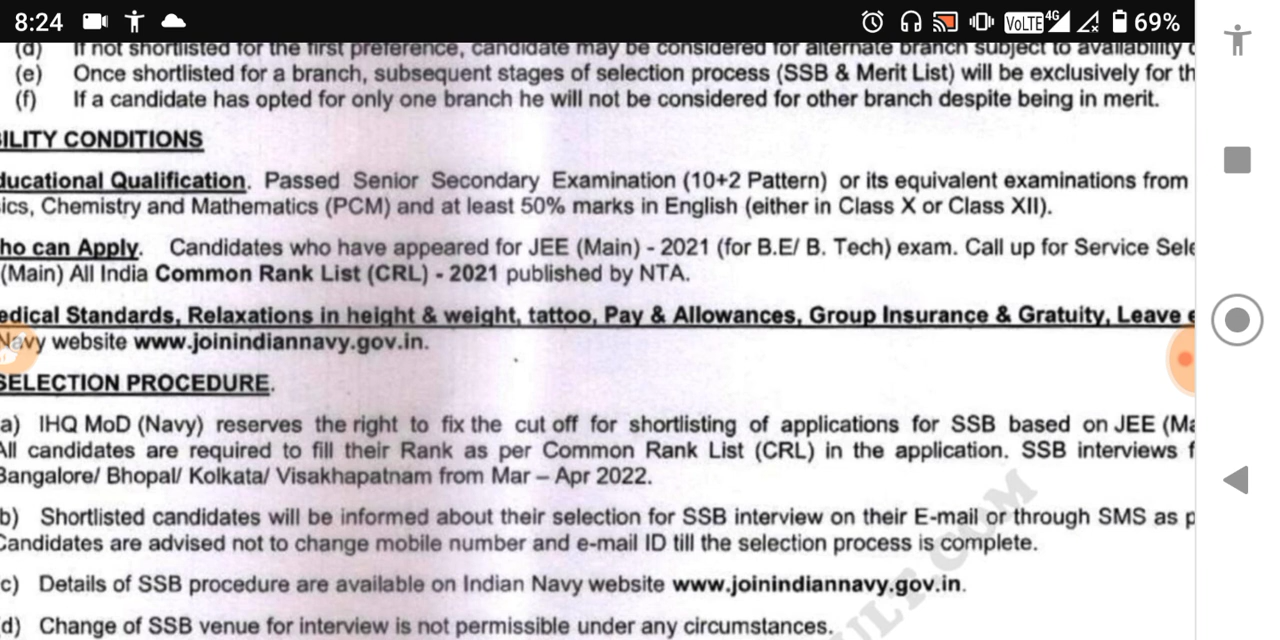 8:24 VoLTE 4G 69%
(d) If not shortlisted for the first preference, candidate may be considered for alternate branch subject to availability
(e) Once shortlisted for a branch, subsequent stages of selection process (SSB & Merit List) will be exclusively for th
(f) If a candidate has opted for only one branch he will not be considered for other branch despite being in merit.
ILITY CONDITIONS
ducational Qualification. Passed Senior Secondary Examination (10+2 Pattern) or its equivalent examinations from
ics, Chemistry and Mathematics (PCM) and at least 50% marks in English (either in Class X or Class XII).
ho can Apply. Candidates who have appeared for JEE (Main) - 2021 (for B.E/ B. Tech) exam. Call up for Service Sele
(Main) All India Common Rank List (CRL) - 2021 published by NTA.
edical Standards, Relaxations in height & weight, tattoo, Pay & Allowances, Group Insurance & Gratuity, Leave e
Navy website www.joinindiannavy.gov.in.
SELECTION PROCEDURE.
a) IHQ MoD (Navy) reserves the right to fix the cut off for shortlisting of applications for SSB based on JEE (Ma
All candidates are required to fill their Rank as per Common Rank List (CRL) in the application. SSB interviews f
Bangalore/ Bhopal/ Kolkata/ Visakhapatnam from Mar – Apr 2022.
b) Shortlisted candidates will be informed about their selection for SSB interview on their E-mail or through SMS as p
Candidates are advised not to change mobile number and e-mail ID till the selection process is complete.
c) Details of SSB procedure are available on Indian Navy website www.joinindiannavy.gov.in.
d) Change of SSB venue for interview is not permissible under any circumstances.
ULT.COM